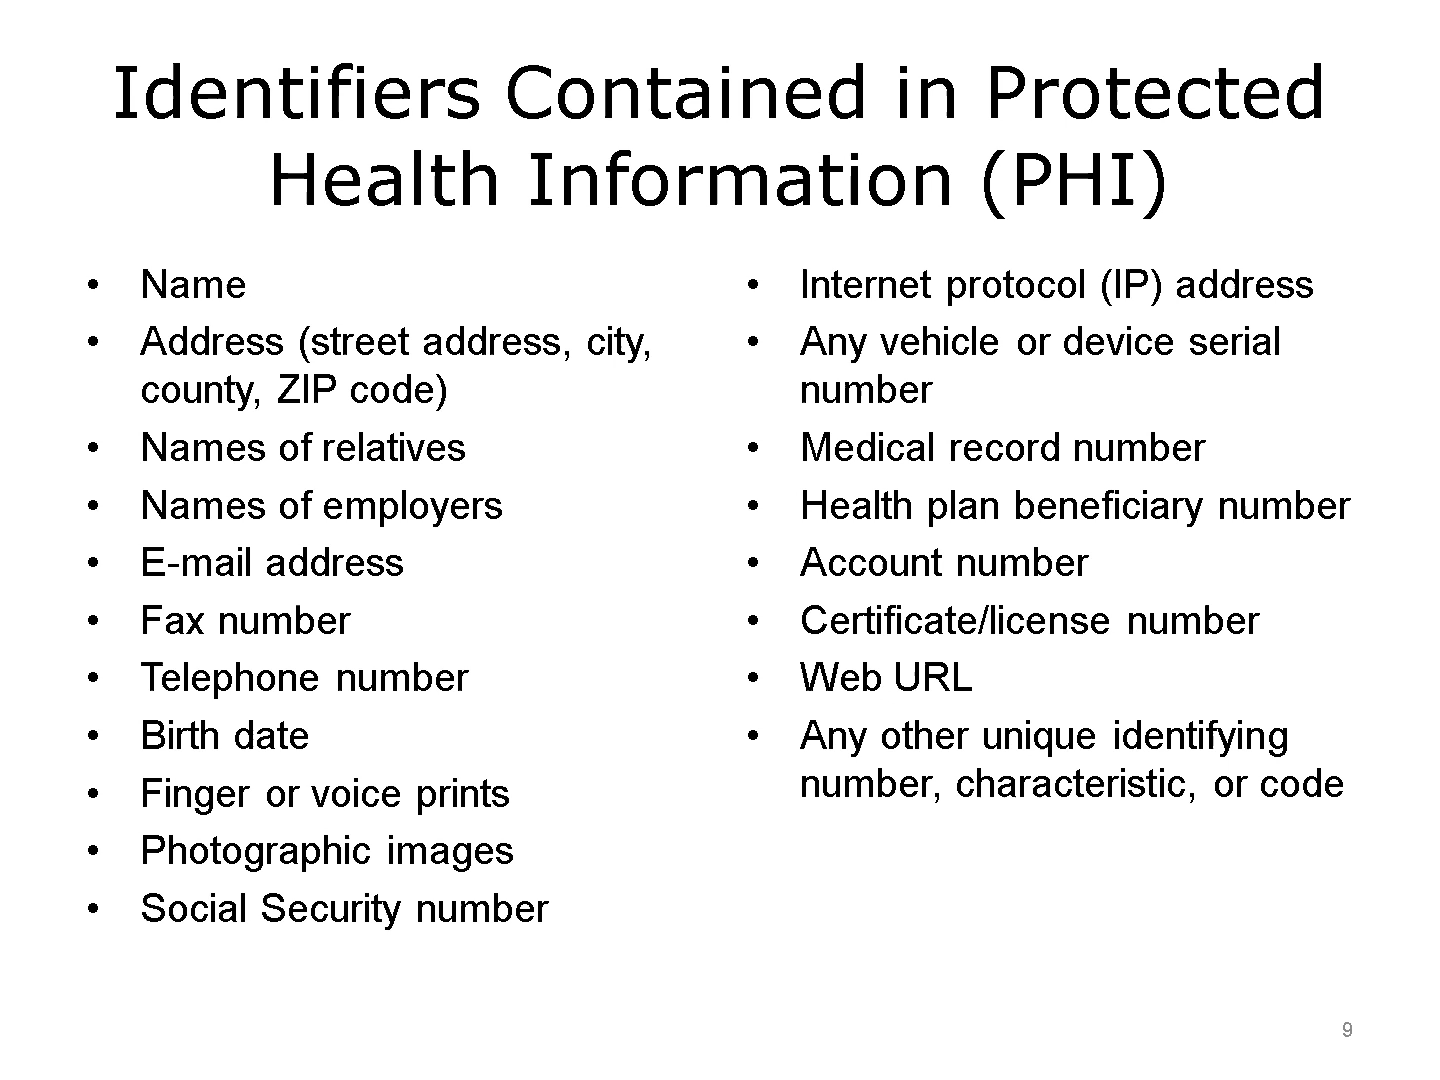 Identifiers Contained in Protected
Health Information (PHI)
• Name
• Address (street address, city,
county, ZIP code)
• Names of relatives
• Names of employers
• E-mail address
• Fax number
• Telephone number
• Birth date
• Finger or voice prints
• Photographic images
• Social Security number
• Internet protocol (IP) address
• Any vehicle or device serial
number
• Medical record number
• Health plan beneficiary number
• Account number
• Certificate/license number
• Web URL
• Any other unique identifying
number, characteristic, or code
9